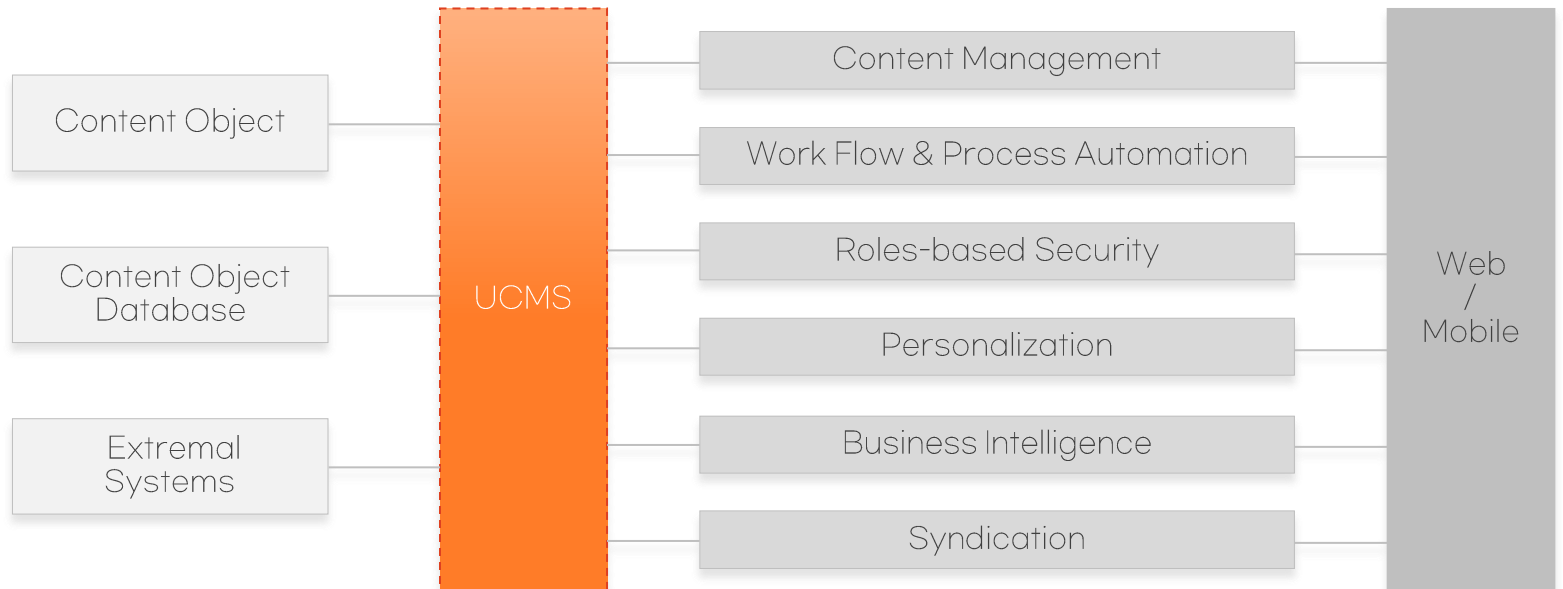 Content Object
Content Object
Database
Extremal
Systems
UCMS
Content Management
Work Flow & Process Automation
Roles-based Security
Personalization
Business Intelligence
Syndication
Web
/
Mobile